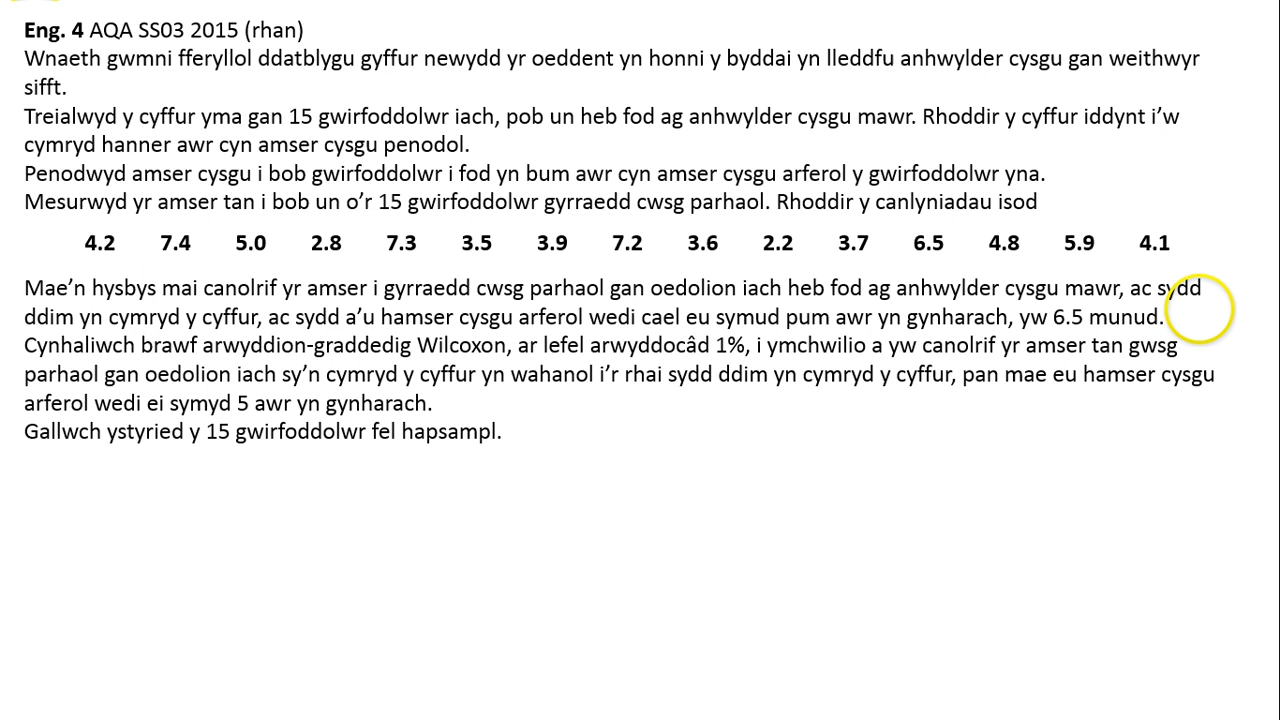 Eng. 4 AQA SS03 2015 (rhan)
Wnaeth gwmni fferyllol ddatblygu gyffur newydd yr oeddent yn honni y byddai yn lleddfu anhwylder cysgu gan weithwyr
sifft.
Treialwyd y cyffur yma gan 15 gwirfoddolwr iach, pob un heb fod ag anhwylder cysgu mawr. Rhoddir y cyffur iddynt i’w
cymryd hanner awr cyn amser cysgu penodol.
Penodwyd amser cysgu i bob gwirfoddolwr i fod yn bum awr cyn amser cysgu arferol y gwirfoddolwr yna.
Mesurwyd yr amser tan i bob un o’r 15 gwirfoddolwr gyrraedd cwsg parhaol. Rhoddir y canlyniadau isod
4.2 7.4 5.0 2.8 7.3 3.5 3.9 7.2 3.6 2.2 3.7 6.5 4.8 5.9 4.1
Mae’n hysbys mai canolrif yr amser i gyrraedd cwsg parhaol gan oedolion iach heb fod ag anhwylder cysgu mawr, ac sydd
ddim yn cymryd y cyffur, ac sydd a’u hamser cysgu arferol wedi cael eu symud pum awr yn gynharach, yw 6.5 munud.
Cynhaliwch brawf arwyddion-graddedig Wilcoxon, ar lefel arwyddocâd 1%, i ymchwilio a yw canolrif yr amser tan gwsg
parhaol gan oedolion iach sy’n cymryd y cyffur yn wahanol i’r rhai sydd ddim yn cymryd y cyffur, pan mae eu hamser cysgu
arferol wedi ei symyd 5 awr yn gynharach.
Gallwch ystyried y 15 gwirfoddolwr fel hapsampl.